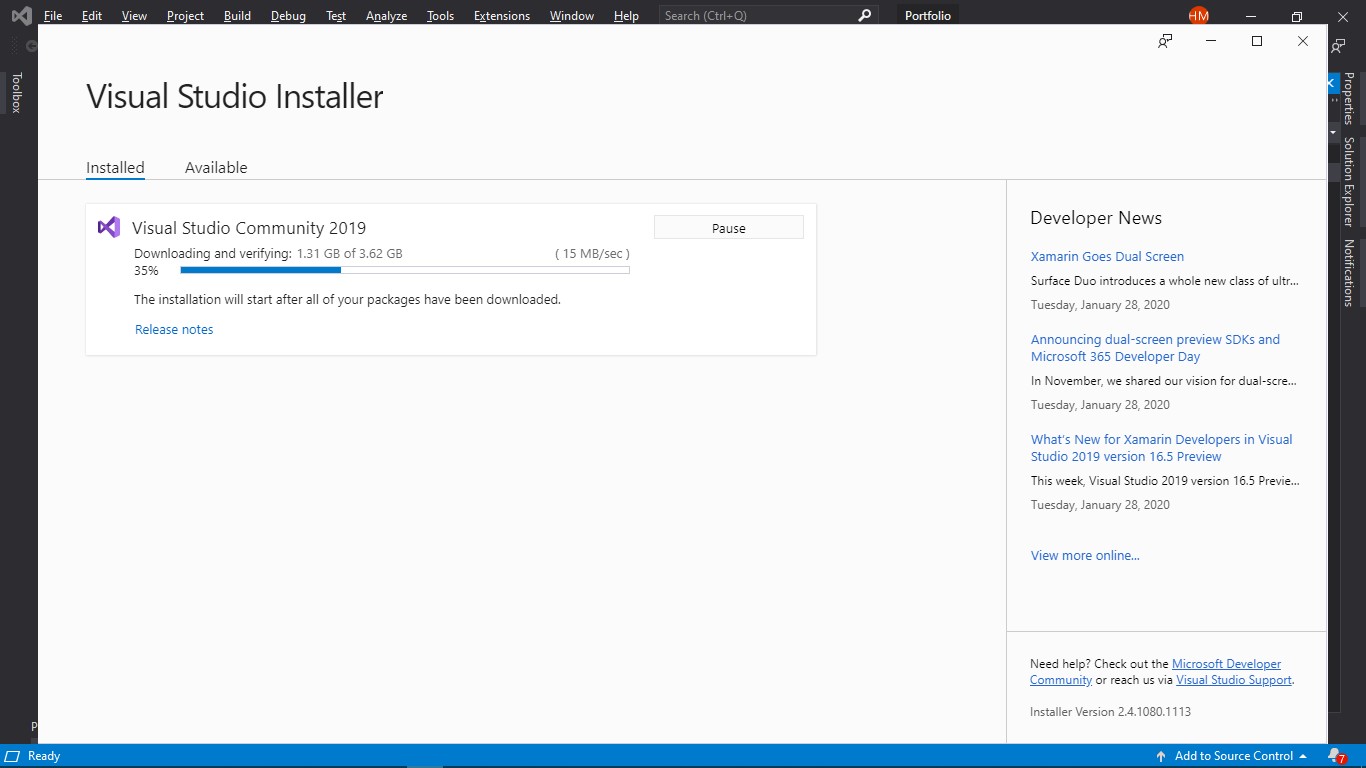 File Edit View Project Build Debug Test Analyze Tools Extensions Window Help Search (Ctrl+Q) Portfolio HM
Toolbox
Visual Studio Installer
Installed Available
Visual Studio Community 2019
Pause
Downloading and verifying: 1.31 GB of 3.62 GB ( 15 MB/sec )
35%
The installation will start after all of your packages have been downloaded.
Release notes
Developer News
Xamarin Goes Dual Screen
Surface Duo introduces a whole new class of ultr...
Tuesday, January 28, 2020
Announcing dual-screen preview SDKs and
Microsoft 365 Developer Day
In November, we shared our vision for dual-scre...
Tuesday, January 28, 2020
What's New for Xamarin Developers in Visual
Studio 2019 version 16.5 Preview
This week, Visual Studio 2019 version 16.5 Previe...
Tuesday, January 28, 2020
View more online...
Need help? Check out the Microsoft Developer
Community or reach us via Visual Studio Support.
Installer Version 2.4.1080.1113
Properties
Solution Explorer
Notifications
Ready Add to Source Control 7